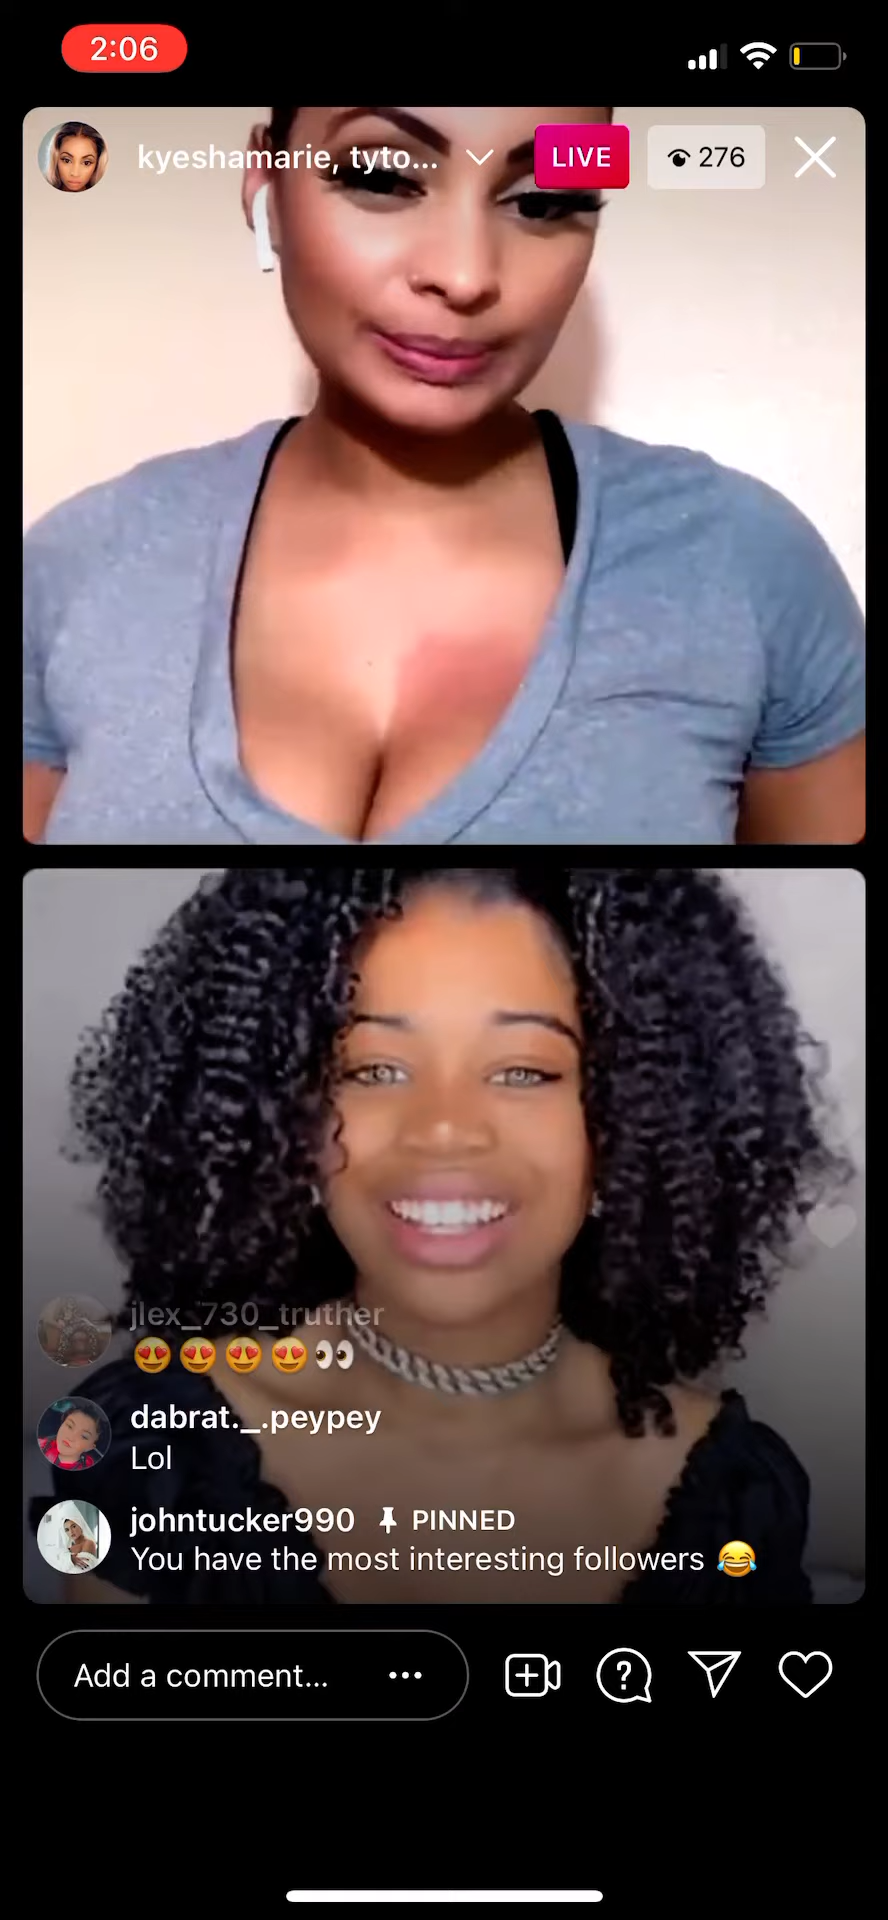 2:06
kyeshamarie, tyto...
LIVE
276
jlex_730_truther
😍😍😍😍👀
dabrat._.peypey
Lol
johntucker990 PINNED
You have the most interesting followers 😂
Add a comment...